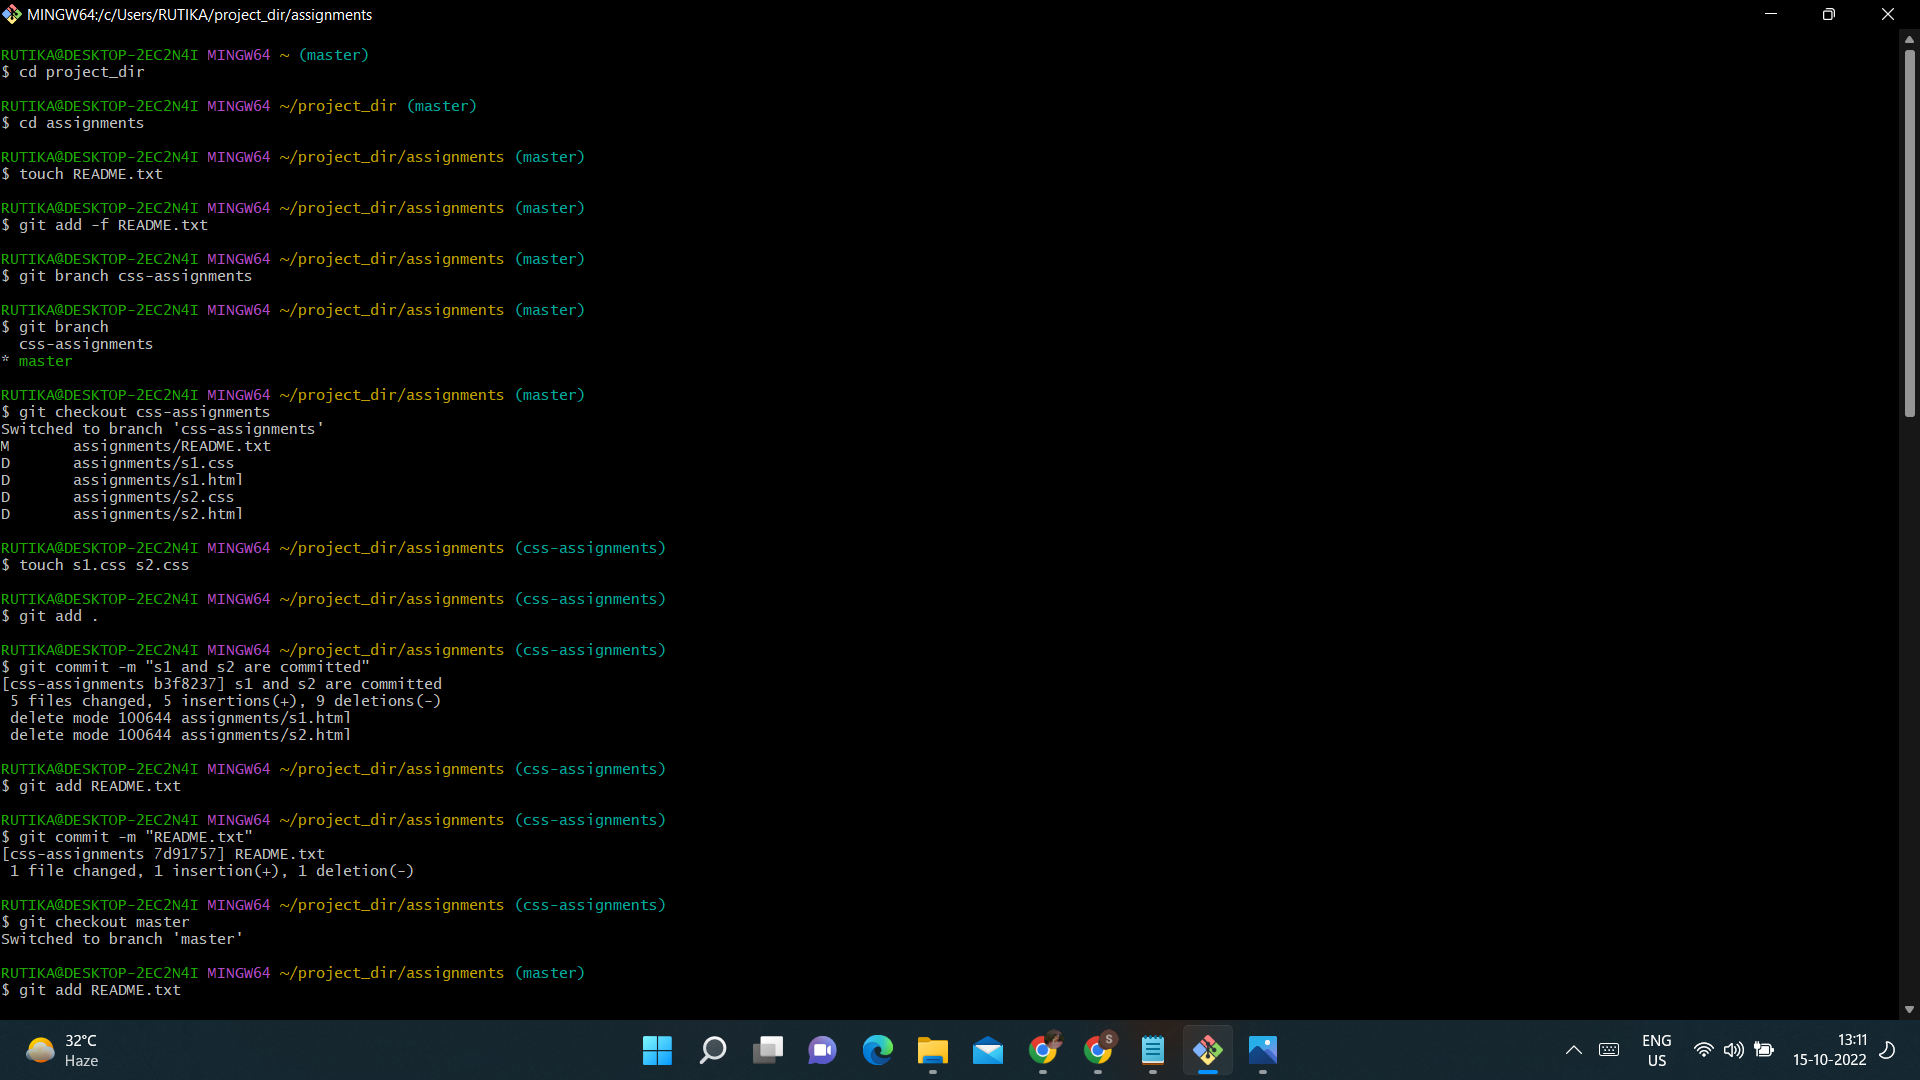 MINGW64:/c/Users/RUTIKA/project_dir/assignments
RUTIKA@DESKTOP-2EC2N4I MINGW64 ~ (master)
$ cd project_dir
RUTIKA@DESKTOP-2EC2N4I MINGW64 ~/project_dir (master)
$ cd assignments
RUTIKA@DESKTOP-2EC2N4I MINGW64 ~/project_dir/assignments (master)
$ touch README.txt
RUTIKA@DESKTOP-2EC2N4I MINGW64 ~/project_dir/assignments (master)
$ git add -f README.txt
RUTIKA@DESKTOP-2EC2N4I MINGW64 ~/project_dir/assignments (master)
$ git branch css-assignments
RUTIKA@DESKTOP-2EC2N4I MINGW64 ~/project_dir/assignments (master)
$ git branch
  css-assignments
* master
RUTIKA@DESKTOP-2EC2N4I MINGW64 ~/project_dir/assignments (master)
$ git checkout css-assignments
Switched to branch 'css-assignments'
M       assignments/README.txt
D       assignments/s1.css
D       assignments/s1.html
D       assignments/s2.css
D       assignments/s2.html
RUTIKA@DESKTOP-2EC2N4I MINGW64 ~/project_dir/assignments (css-assignments)
$ touch s1.css s2.css
RUTIKA@DESKTOP-2EC2N4I MINGW64 ~/project_dir/assignments (css-assignments)
$ git add .
RUTIKA@DESKTOP-2EC2N4I MINGW64 ~/project_dir/assignments (css-assignments)
$ git commit -m "s1 and s2 are committed"
[css-assignments b3f8237] s1 and s2 are committed
 5 files changed, 5 insertions(+), 9 deletions(-)
 delete mode 100644 assignments/s1.html
 delete mode 100644 assignments/s2.html
RUTIKA@DESKTOP-2EC2N4I MINGW64 ~/project_dir/assignments (css-assignments)
$ git add README.txt
RUTIKA@DESKTOP-2EC2N4I MINGW64 ~/project_dir/assignments (css-assignments)
$ git commit -m "README.txt"
[css-assignments 7d91757] README.txt
 1 file changed, 1 insertion(+), 1 deletion(-)
RUTIKA@DESKTOP-2EC2N4I MINGW64 ~/project_dir/assignments (css-assignments)
$ git checkout master
Switched to branch 'master'
RUTIKA@DESKTOP-2EC2N4I MINGW64 ~/project_dir/assignments (master)
$ git add README.txt
32°C
Haze
S
ENG
US
13:11
15-10-2022